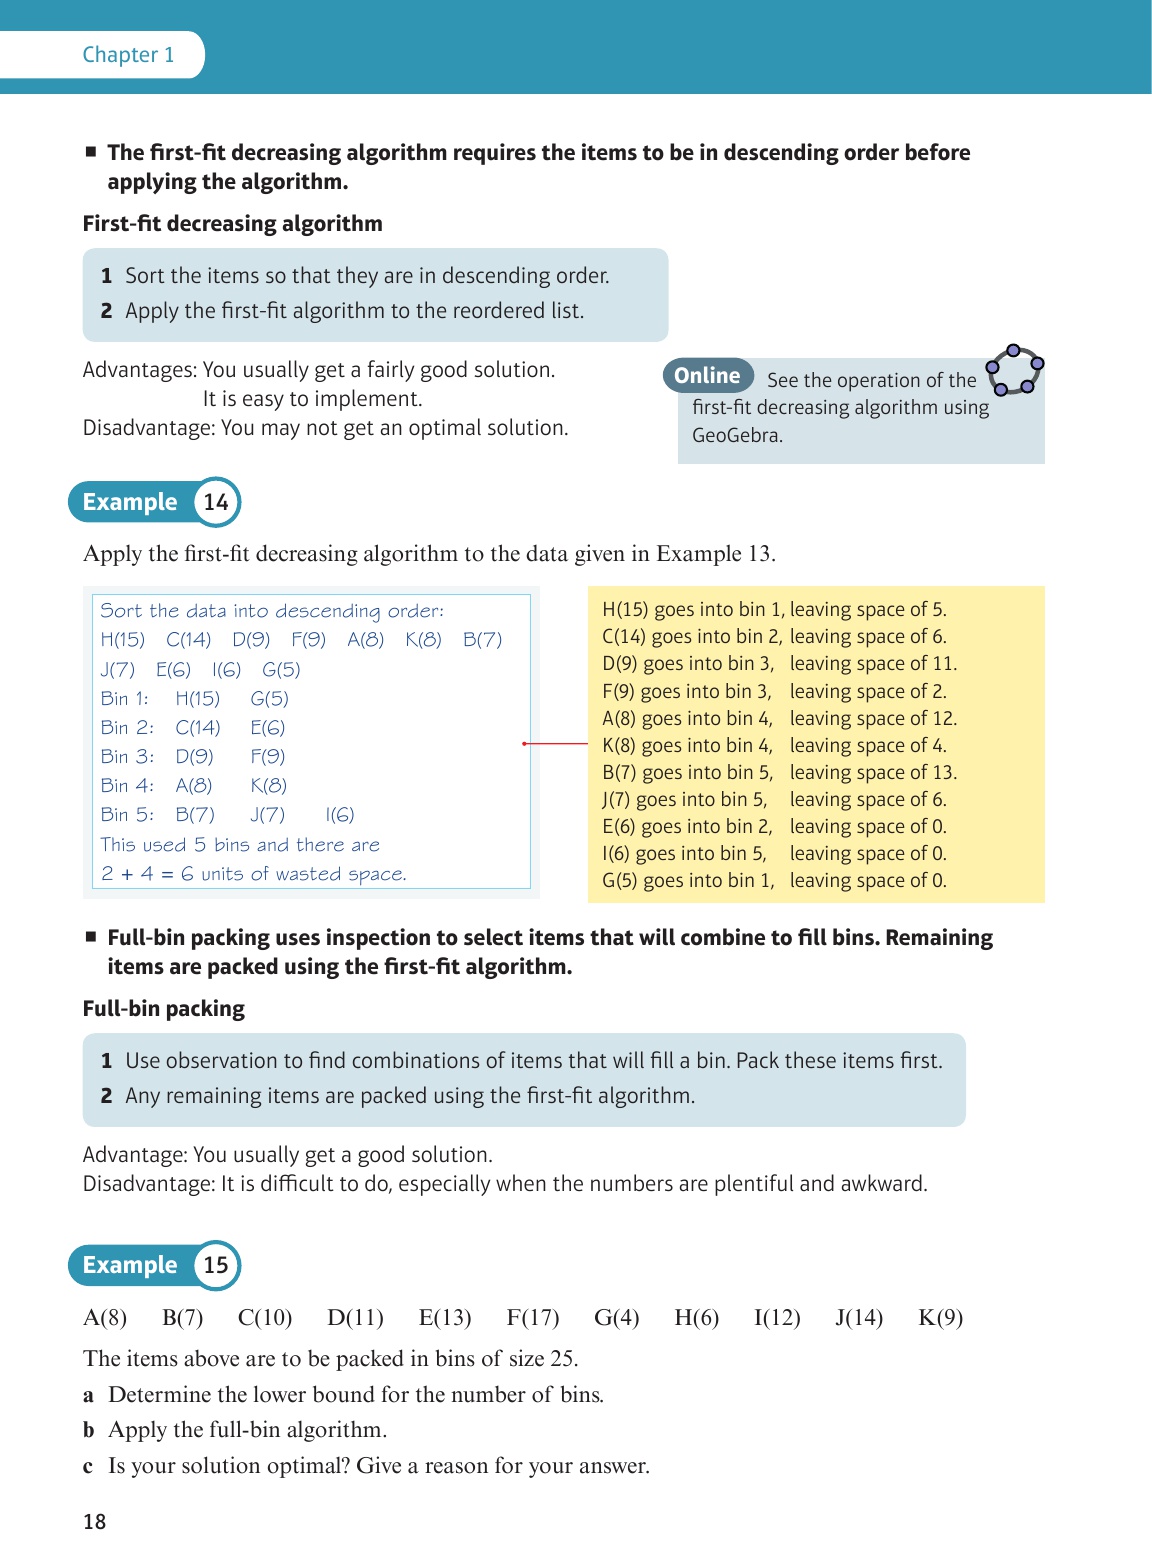 Chapter 1
■ The first-fit decreasing algorithm requires the items to be in descending order before
applying the algorithm.
First-fit decreasing algorithm
1 Sort the items so that they are in descending order.
2 Apply the first-fit algorithm to the reordered list.
Advantages: You usually get a fairly good solution.
It is easy to implement.
Disadvantage: You may not get an optimal solution.
Online See the operation of the
first-fit decreasing algorithm using
GeoGebra.
Example 14
Apply the first-fit decreasing algorithm to the data given in Example 13.
Sort the data into descending order:
H(15) C(14) D(9) F(9) A(8) K(8) B(7)
J(7) E(6) I(6) G(5)
Bin 1: H(15) G(5)
Bin 2: C(14) E(6)
Bin 3: D(9) F(9)
Bin 4: A(8) K(8)
Bin 5: B(7) J(7) I(6)
This used 5 bins and there are
2 + 4 = 6 units of wasted space.
H(15) goes into bin 1, leaving space of 5.
C(14) goes into bin 2, leaving space of 6.
D(9) goes into bin 3, leaving space of 11.
F(9) goes into bin 3, leaving space of 2.
A(8) goes into bin 4, leaving space of 12.
K(8) goes into bin 4, leaving space of 4.
B(7) goes into bin 5, leaving space of 13.
J(7) goes into bin 5, leaving space of 6.
E(6) goes into bin 2, leaving space of 0.
I(6) goes into bin 5, leaving space of 0.
G(5) goes into bin 1, leaving space of 0.
■ Full-bin packing uses inspection to select items that will combine to fill bins. Remaining
items are packed using the first-fit algorithm.
Full-bin packing
1 Use observation to find combinations of items that will fill a bin. Pack these items first.
2 Any remaining items are packed using the first-fit algorithm.
Advantage: You usually get a good solution.
Disadvantage: It is difficult to do, especially when the numbers are plentiful and awkward.
Example 15
A(8) B(7) C(10) D(11) E(13) F(17) G(4) H(6) I(12) J(14) K(9)
The items above are to be packed in bins of size 25.
a Determine the lower bound for the number of bins.
b Apply the full-bin algorithm.
c Is your solution optimal? Give a reason for your answer.
18